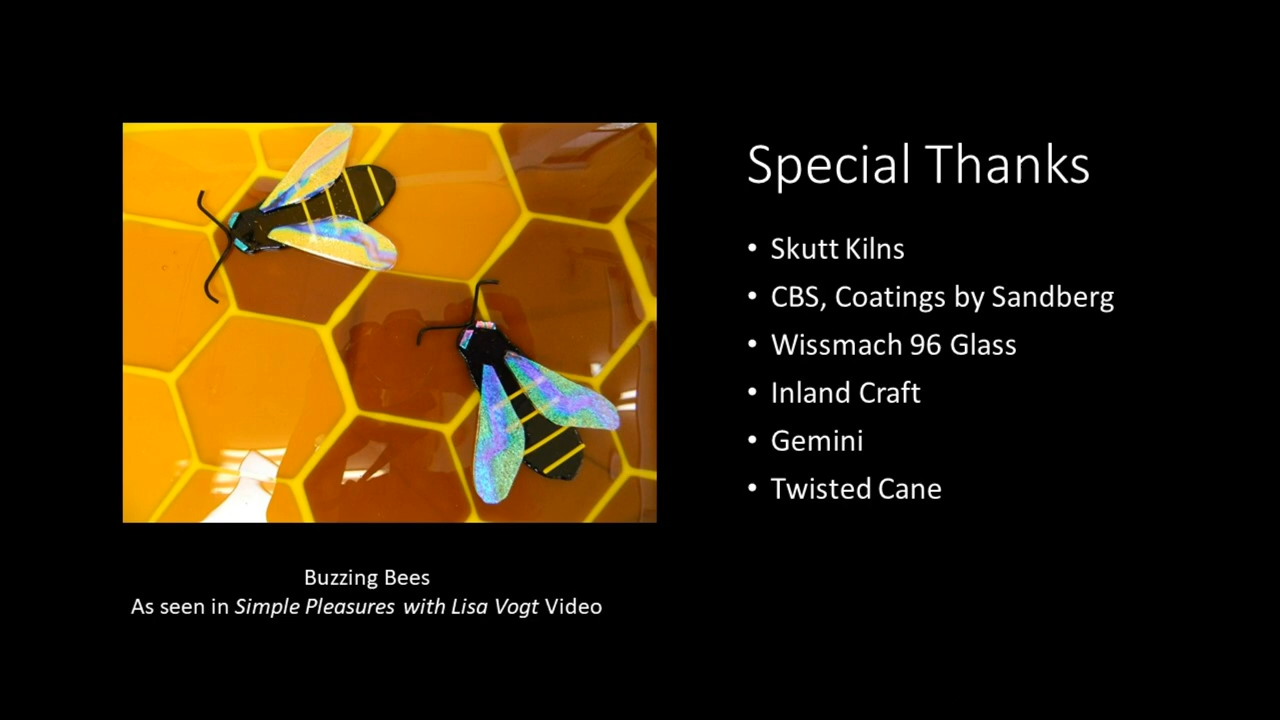 Special Thanks
• Skutt Kilns
• CBS, Coatings by Sandberg
• Wissmach 96 Glass
• Inland Craft
• Gemini
• Twisted Cane
Buzzing Bees
As seen in Simple Pleasures with Lisa Vogt Video